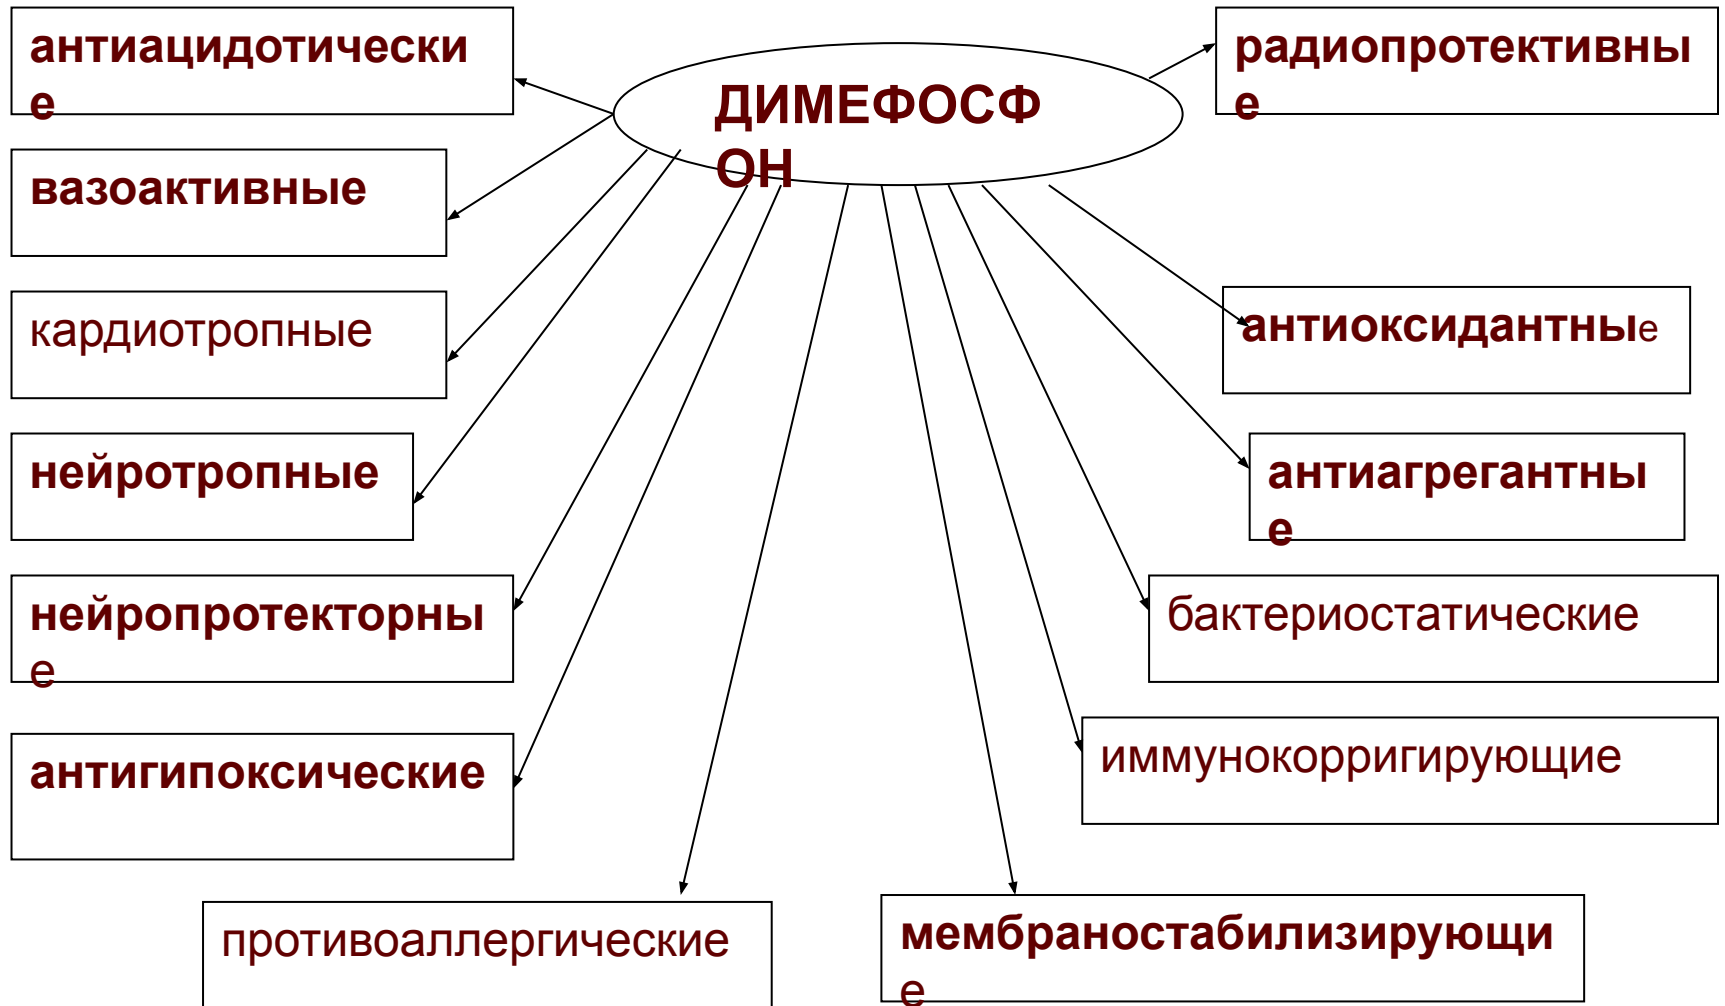 антиацидотически
е
ДИМЕФОСФ
ОН
радиопротективны
е
вазоактивные
кардиотропные
антиоксидантные
нейротропные
антиагрегантны
е
нейропротекторны
е
бактериостатические
антигипоксические
иммунокорригирующие
противоаллергические
мембраностабилизирующи
е